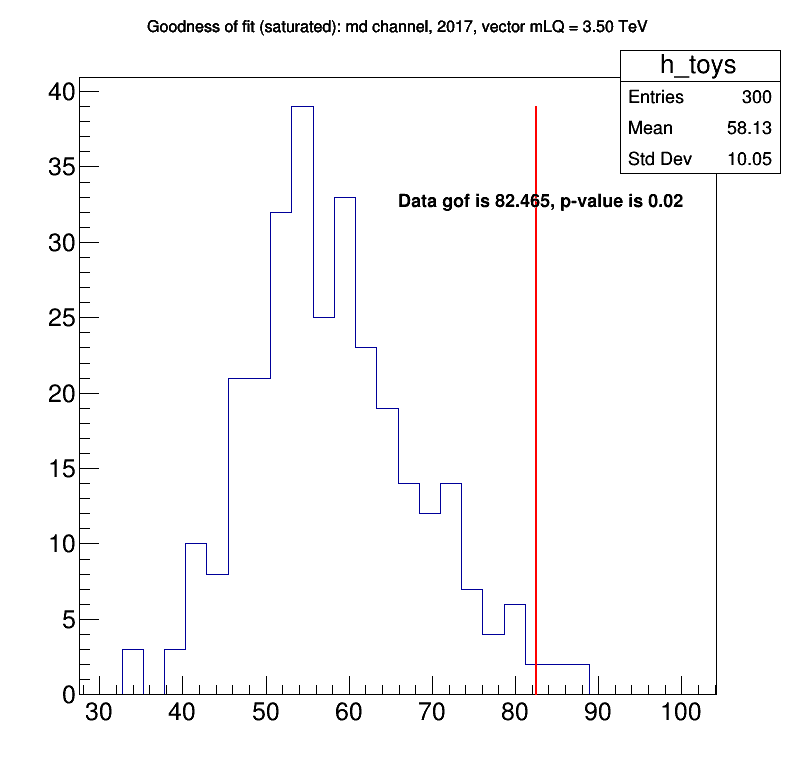 Goodness of fit (saturated): md channel, 2017, vector mLQ = 3.50 TeV
h_toys
Entries 300
Mean 58.13
Std Dev 10.05
Data gof is 82.465, p-value is 0.02
40
35
30
25
20
15
10
5
0
30 40 50 60 70 80 90 100